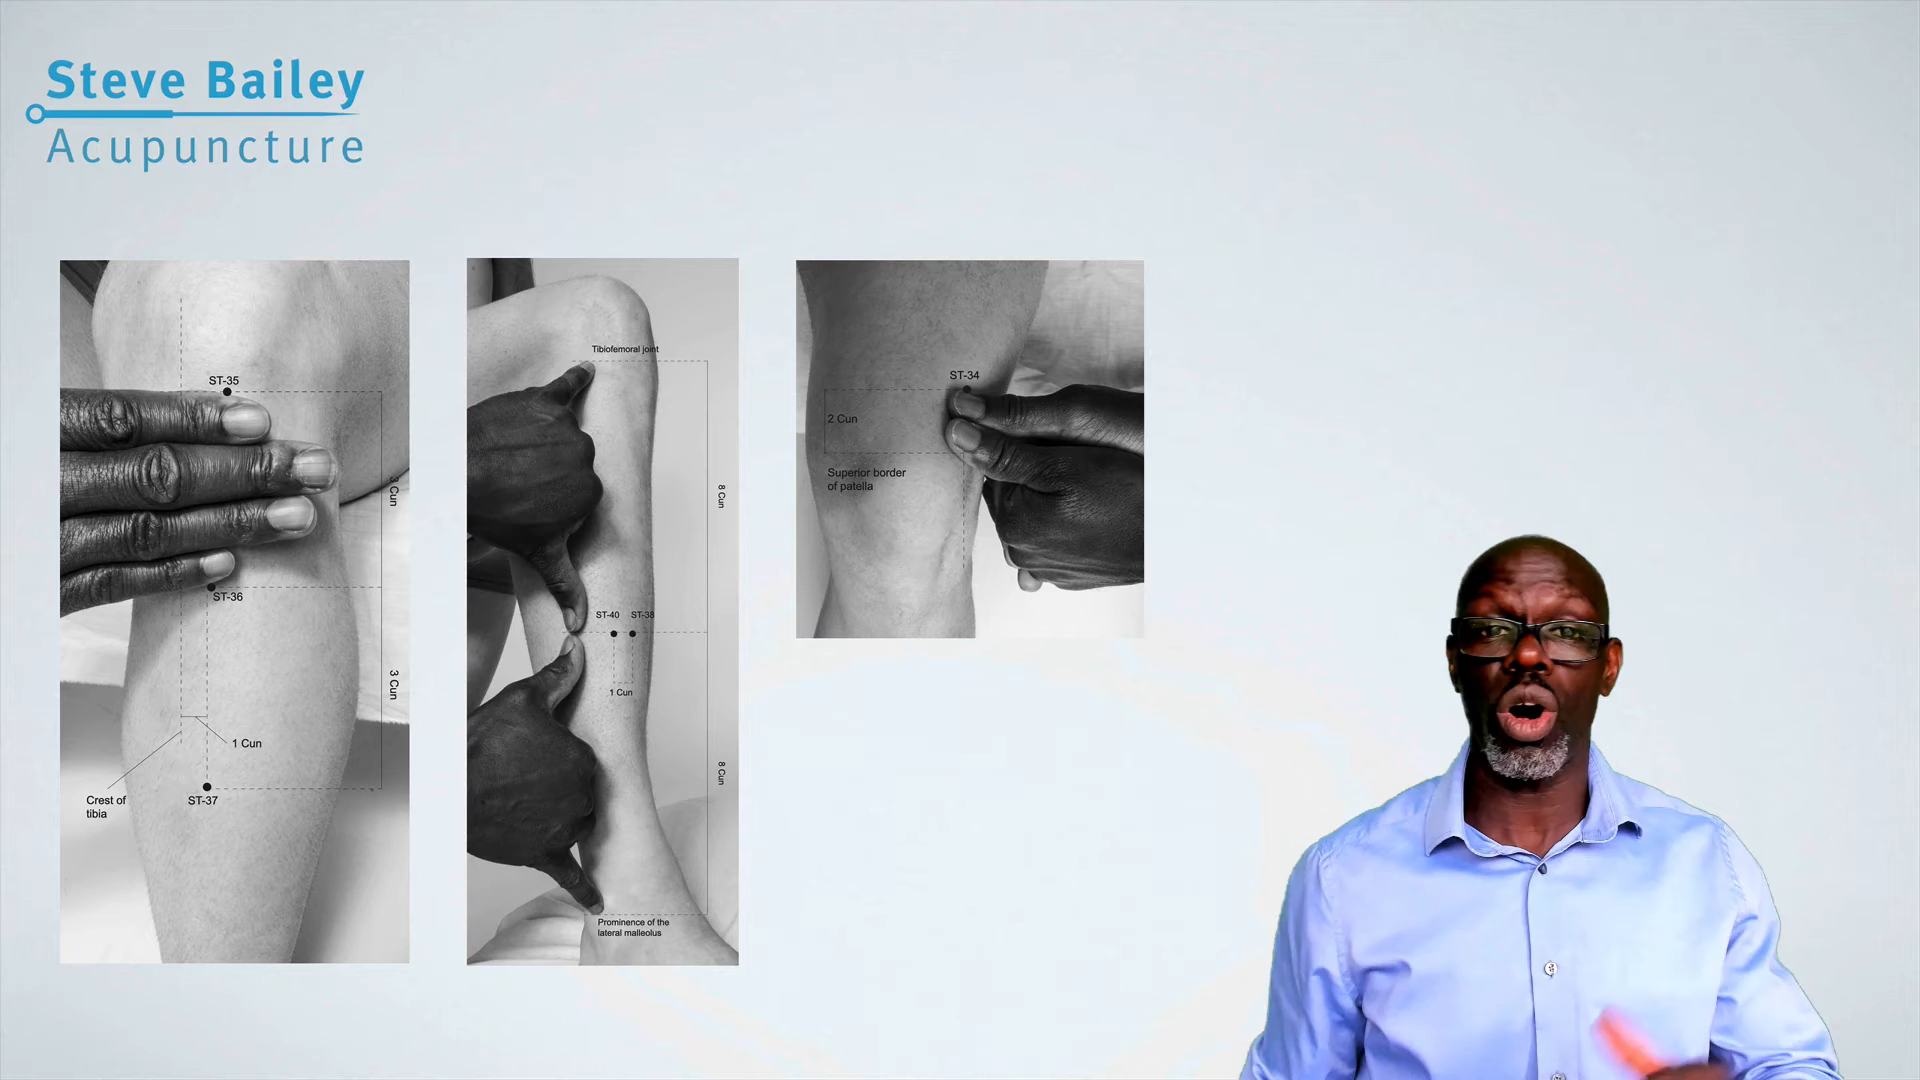 Steve Bailey
Acupuncture
ST-35
3 Cun
ST-36
3 Cun
1 Cun
Crest of
tibia
ST-37
Tibiofemoral joint
8 Cun
ST-40 ST-38
1 Cun
8 Cun
Prominence of the
lateral malleolus
ST-34
2 Cun
Superior border
of patella